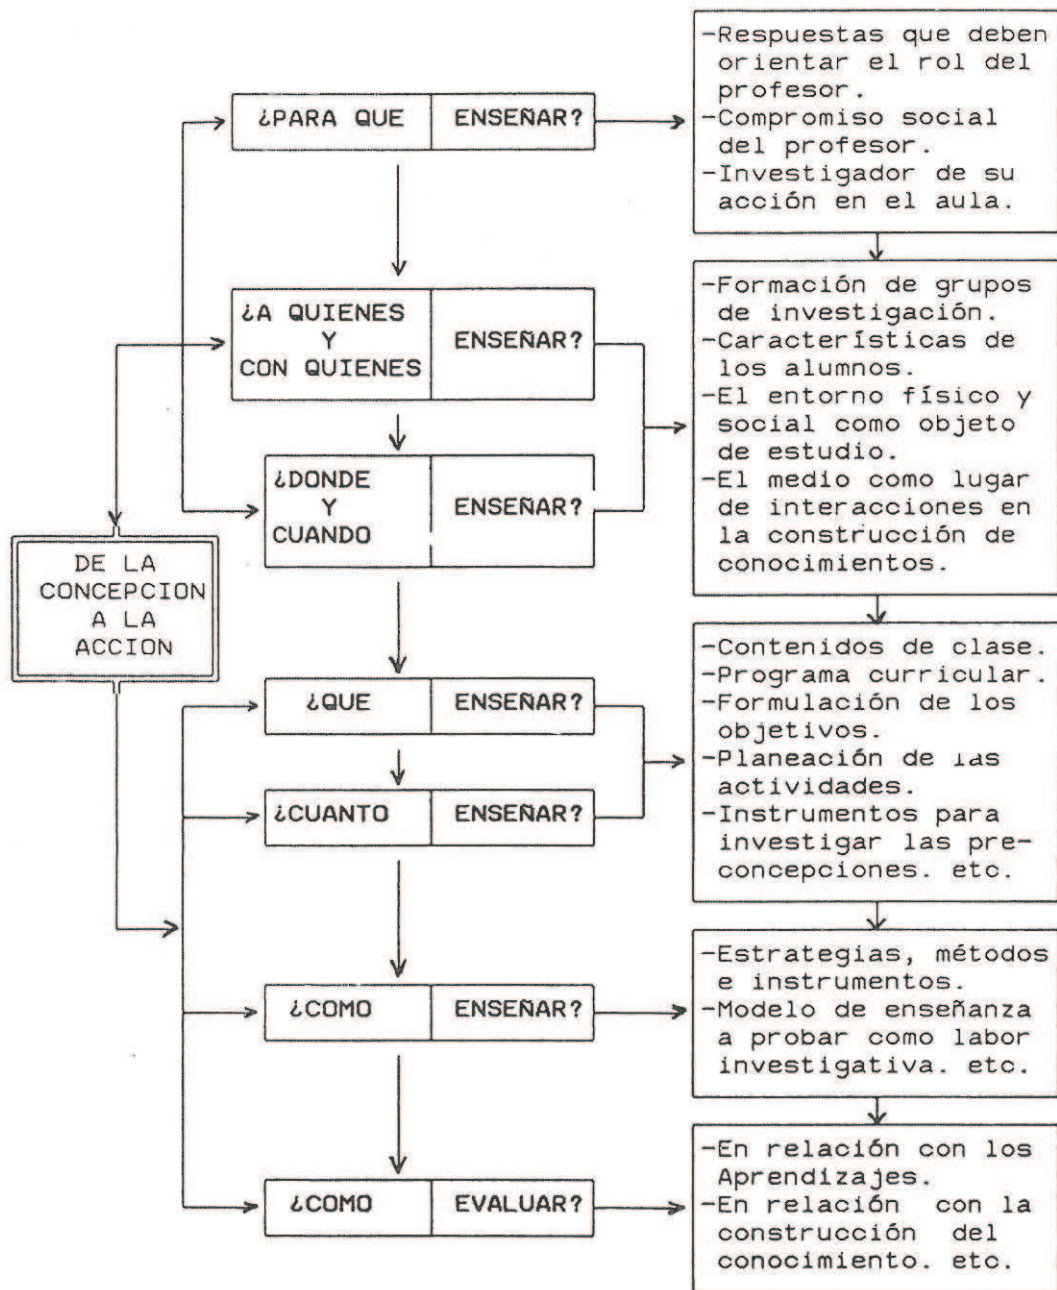 ¿PARA QUE ENSEÑAR?
-Respuestas que deben
orientar el rol del
profesor.
-Compromiso social
del profesor.
-Investigador de su
acción en el aula.
¿A QUIENES
Y
CON QUIENES
ENSEÑAR?
¿DONDE
Y
CUANDO
ENSEÑAR?
-Formación de grupos
de investigación.
-Características de
los alumnos.
-El entorno físico y
social como objeto
de estudio.
-El medio como lugar
de interacciones en
la construcción de
conocimientos.
DE LA
CONCEPCION
A LA
ACCION
¿QUE ENSEÑAR?
¿CUANTO ENSEÑAR?
-Contenidos de clase.
-Programa curricular.
-Formulación de los
objetivos.
-Planeación de las
actividades.
-Instrumentos para
investigar las pre-
concepciones. etc.
¿COMO ENSEÑAR?
-Estrategias, métodos
e instrumentos.
-Modelo de enseñanza
a probar como labor
investigativa. etc.
¿COMO EVALUAR?
-En relación con los
Aprendizajes.
-En relación con la
construcción del
conocimiento. etc.